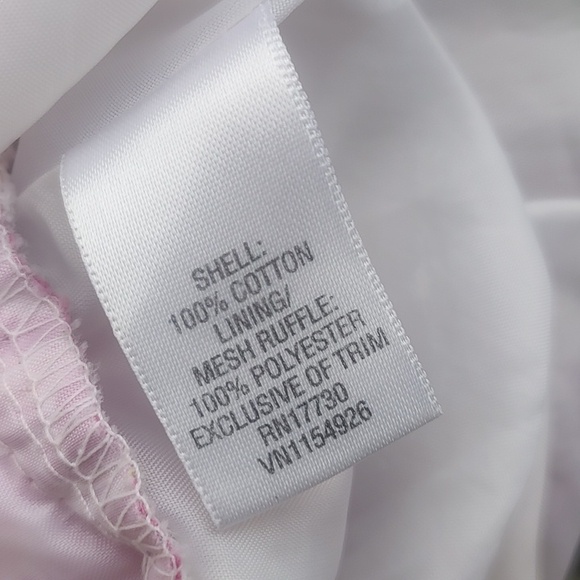 SHELL:
100% COTTON
LINING/
MESH RUFFLE:
100% POLYESTER
EXCLUSIVE OF TRIM
RN17730
VN1154926